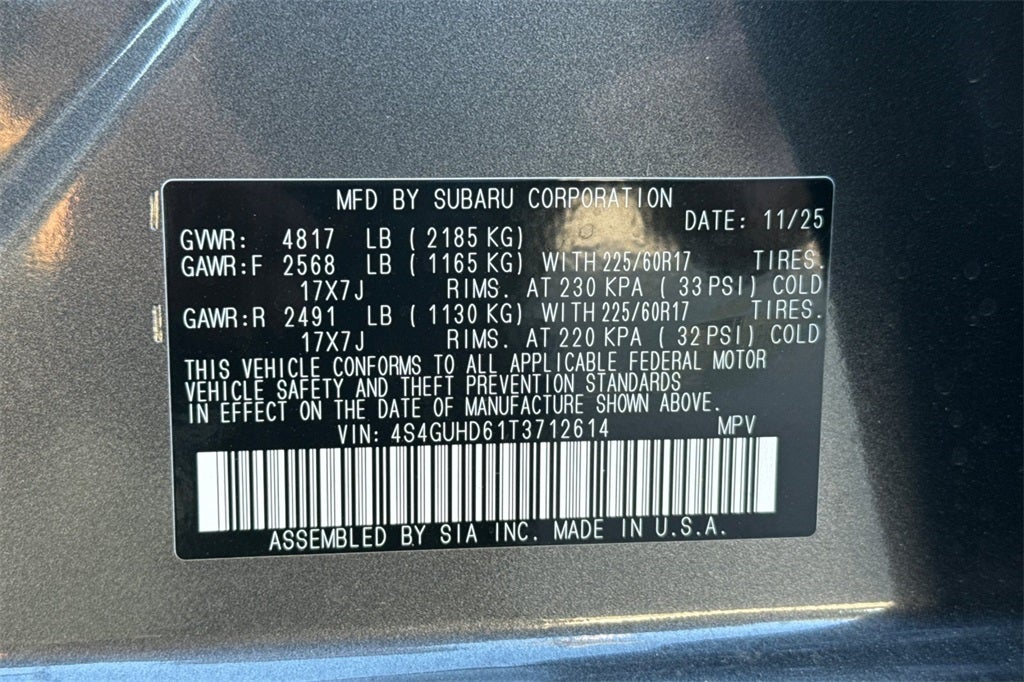 MFD BY SUBARU CORPORATION
DATE: 11/25
GVWR: 4817 LB ( 2185 KG)
GAWR:F 2568 LB ( 1165 KG) WITH 225/60R17 TIRES.
17X7J RIMS. AT 230 KPA ( 33 PSI) COLD
GAWR:R 2491 LB ( 1130 KG) WITH 225/60R17 TIRES.
17X7J RIMS. AT 220 KPA ( 32 PSI) COLD
THIS VEHICLE CONFORMS TO ALL APPLICABLE FEDERAL MOTOR
VEHICLE SAFETY AND THEFT PREVENTION STANDARDS
IN EFFECT ON THE DATE OF MANUFACTURE SHOWN ABOVE.
VIN: 4S4GUHD61T3712614 MPV
ASSEMBLED BY SIA INC. MADE IN U.S.A.